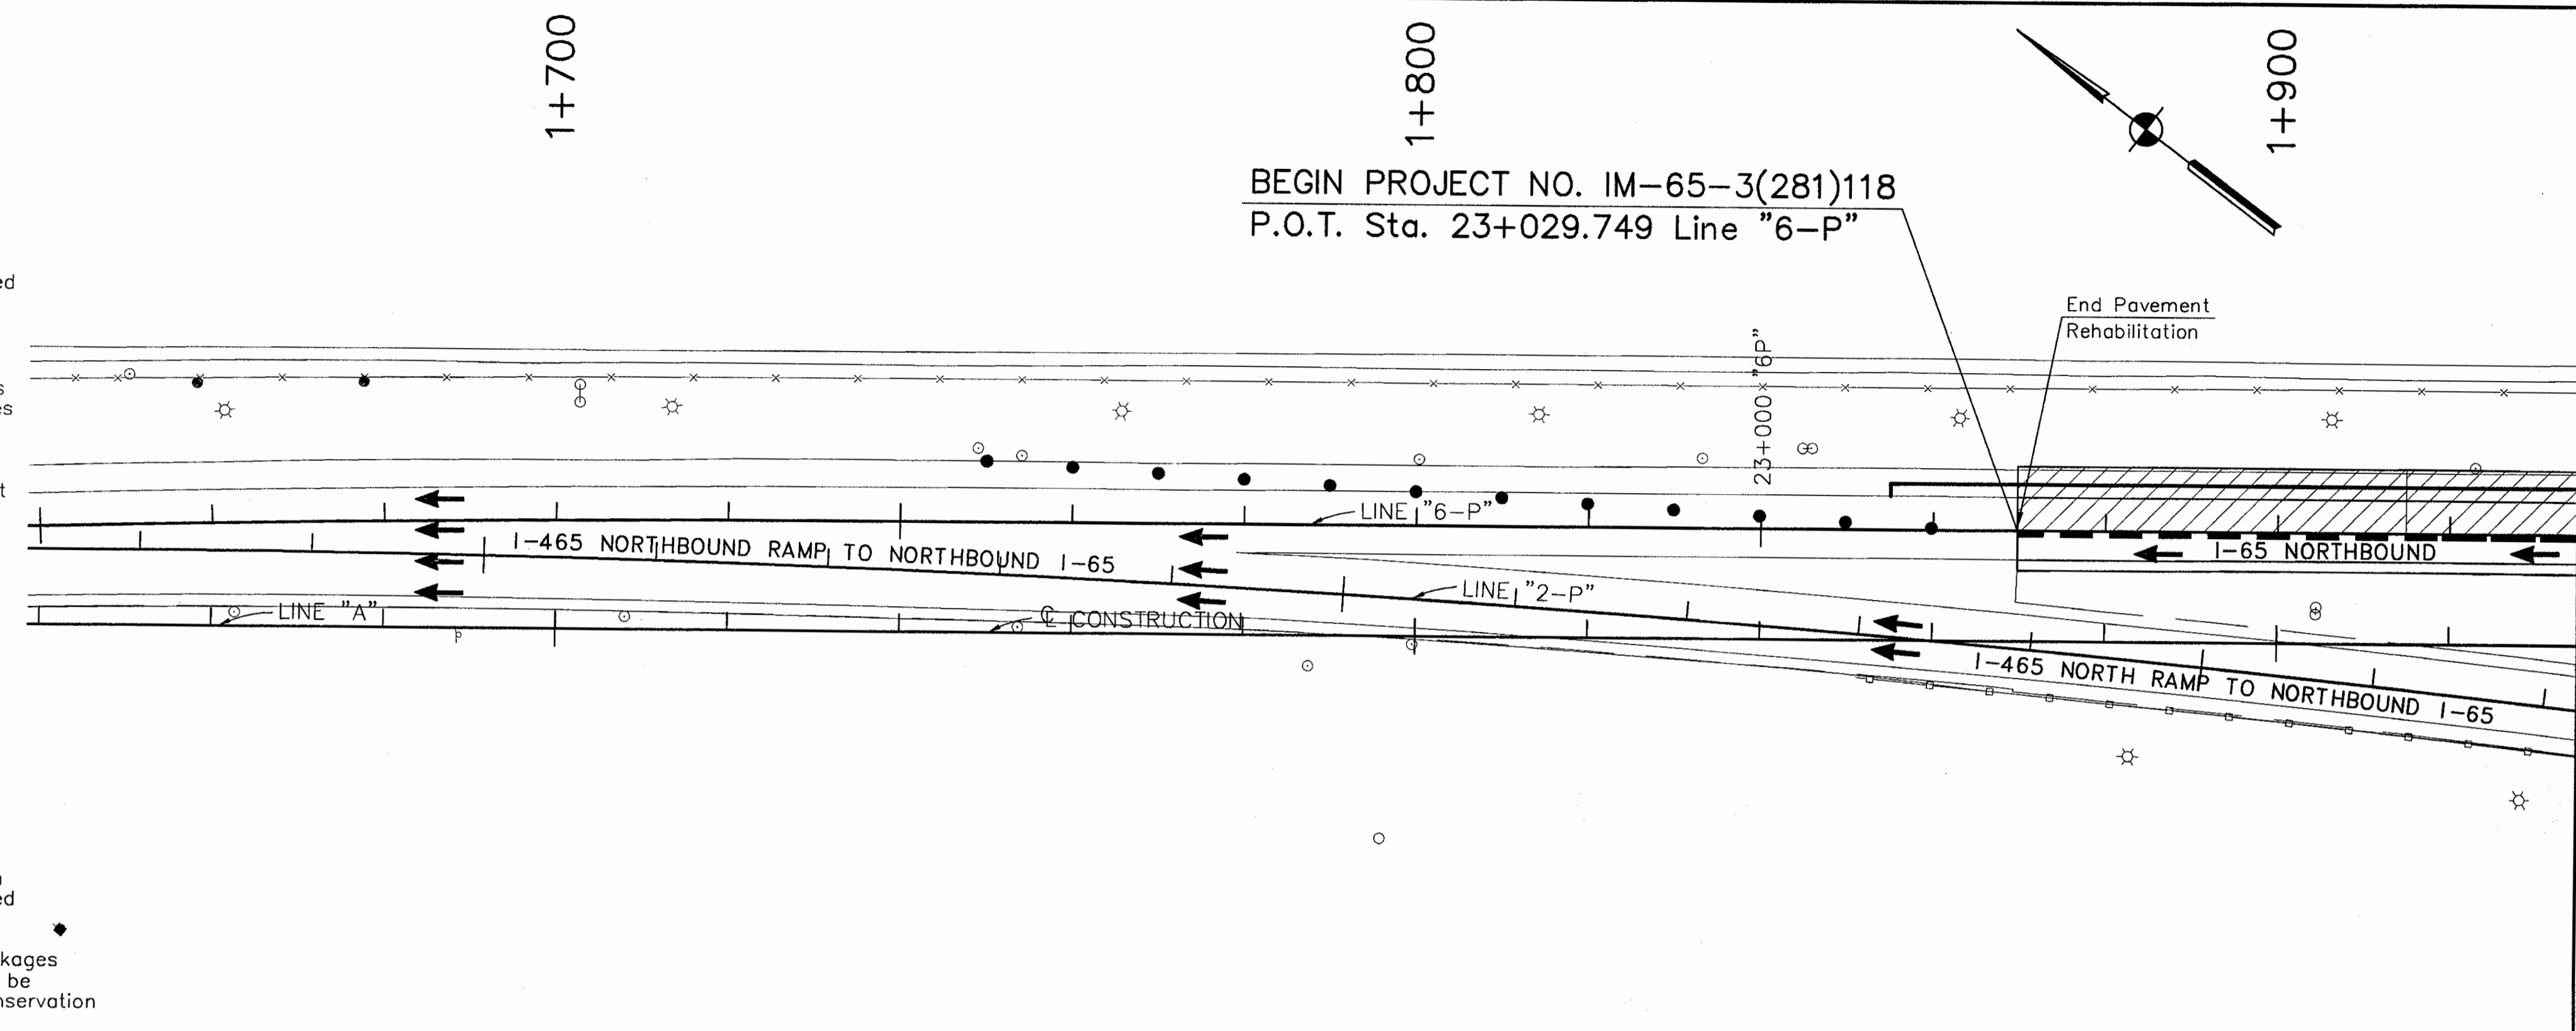 1+700
1+800
1+900
BEGIN PROJECT NO. IM-65-3(281)118
P.O.T. Sta. 23+029.749 Line "6-P"
End Pavement
Rehabilitation
23+000 "6P"
LINE "6-P"
I-465 NORTHBOUND RAMP TO NORTHBOUND I-65
I-65 NORTHBOUND
LINE "2-P"
LINE "A"
℄ CONSTRUCTION
P
I-465 NORTH RAMP TO NORTHBOUND I-65
ed
s
es
t
ed
kages
be
nservation